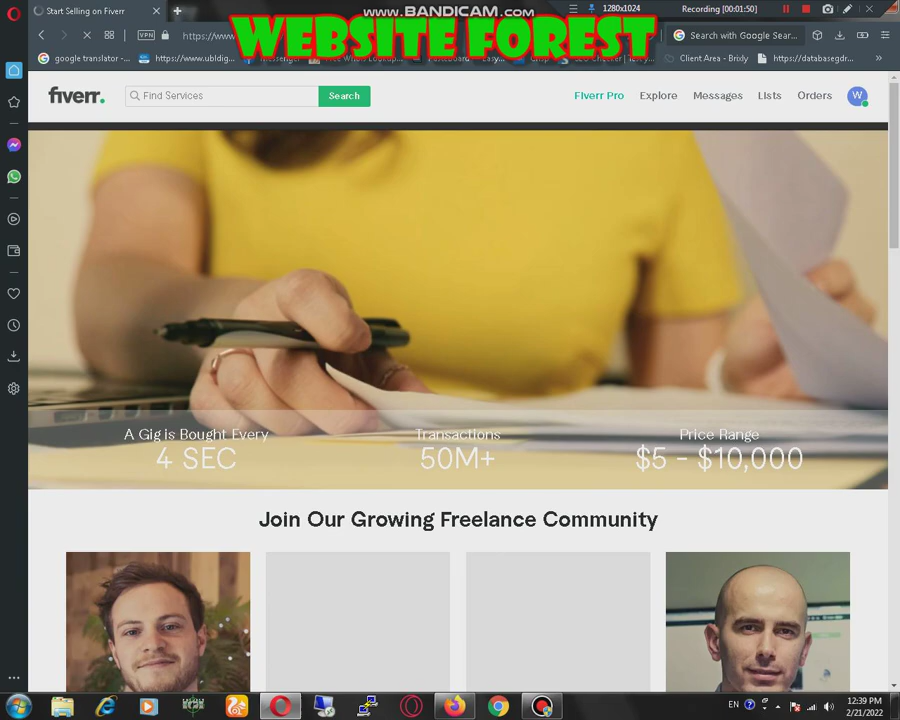 www.BANDICAM.com
1280x1024
Recording [00:01:50]
Start Selling on Fiverr
WEBSITE FOREST
VPN
https://www.
Search with Google Sear...
google translator -...
https://www.ubldig...
Client Area - Brixly
https://databasegdr...
fiverr.
Find Services
Search
Fiverr Pro
Explore
Messages
Lists
Orders
W
A Gig is Bought Every
4 SEC
Transactions
50M+
Price Range
$5 - $10,000
Join Our Growing Freelance Community
EN
12:39 PM
2/21/2022